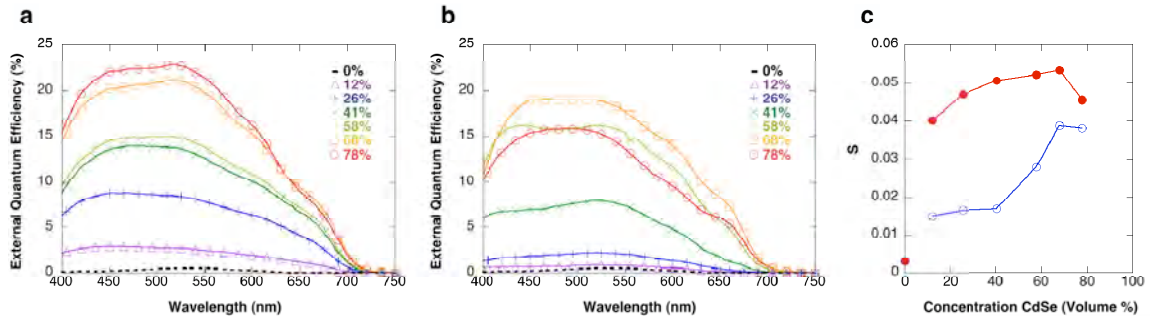 a
External Quantum Efficiency (%)
25
20
15
10
5
0
400 450 500 550 600 650 700 750
Wavelength (nm)
0%
12%
26%
41%
58%
68%
78%
b
External Quantum Efficiency (%)
25
20
15
10
5
0
400 450 500 550 600 650 700 750
Wavelength (nm)
0%
12%
26%
41%
58%
68%
78%
c
S
0.06
0.05
0.04
0.03
0.02
0.01
0
0 20 40 60 80 100
Concentration CdSe (Volume %)